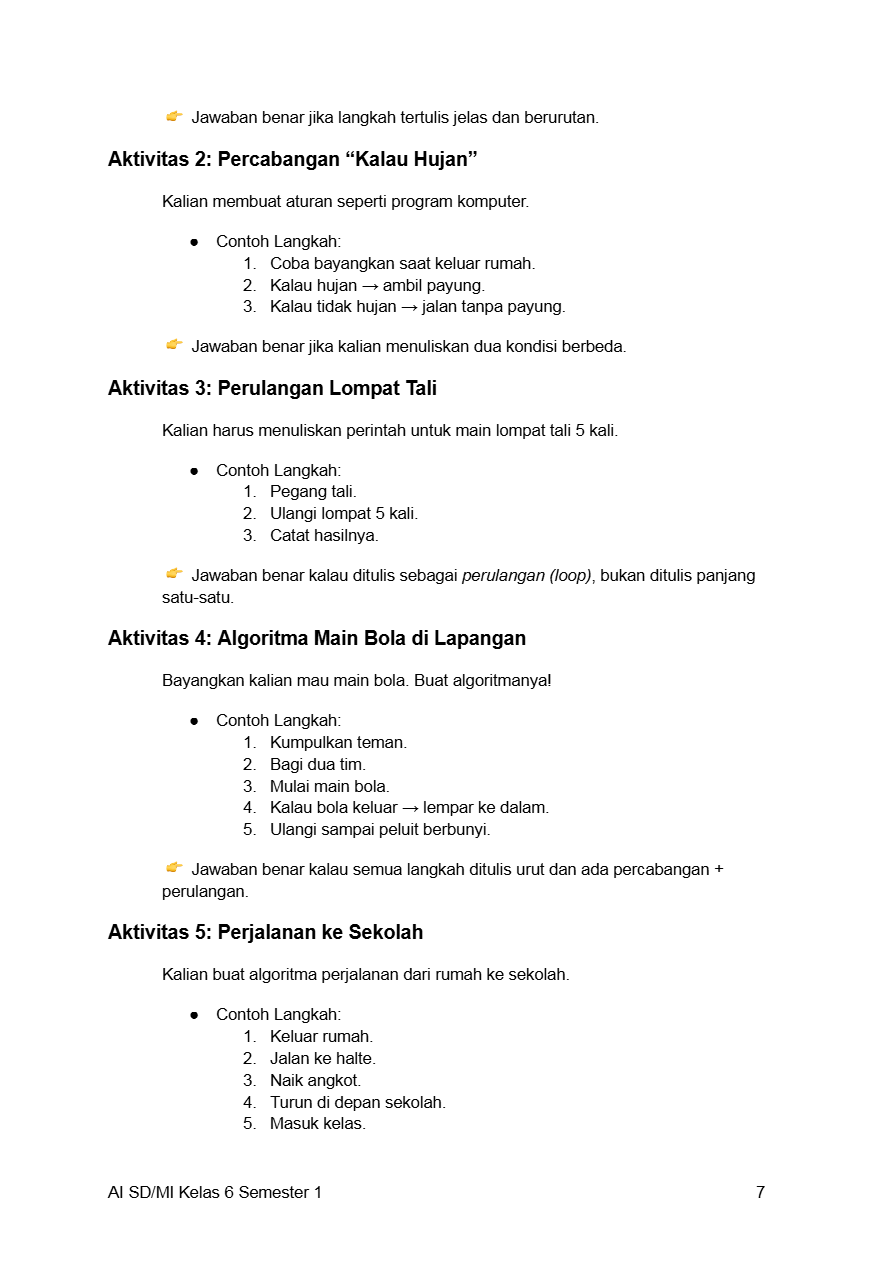 👉 Jawaban benar jika langkah tertulis jelas dan berurutan.
Aktivitas 2: Percabangan “Kalau Hujan”
Kalian membuat aturan seperti program komputer.
● Contoh Langkah:
1. Coba bayangkan saat keluar rumah.
2. Kalau hujan → ambil payung.
3. Kalau tidak hujan → jalan tanpa payung.
👉 Jawaban benar jika kalian menuliskan dua kondisi berbeda.
Aktivitas 3: Perulangan Lompat Tali
Kalian harus menuliskan perintah untuk main lompat tali 5 kali.
● Contoh Langkah:
1. Pegang tali.
2. Ulangi lompat 5 kali.
3. Catat hasilnya.
👉 Jawaban benar kalau ditulis sebagai perulangan (loop), bukan ditulis panjang
satu-satu.
Aktivitas 4: Algoritma Main Bola di Lapangan
Bayangkan kalian mau main bola. Buat algoritmanya!
● Contoh Langkah:
1. Kumpulkan teman.
2. Bagi dua tim.
3. Mulai main bola.
4. Kalau bola keluar → lempar ke dalam.
5. Ulangi sampai peluit berbunyi.
👉 Jawaban benar kalau semua langkah ditulis urut dan ada percabangan +
perulangan.
Aktivitas 5: Perjalanan ke Sekolah
Kalian buat algoritma perjalanan dari rumah ke sekolah.
● Contoh Langkah:
1. Keluar rumah.
2. Jalan ke halte.
3. Naik angkot.
4. Turun di depan sekolah.
5. Masuk kelas.
AI SD/MI Kelas 6 Semester 1 7